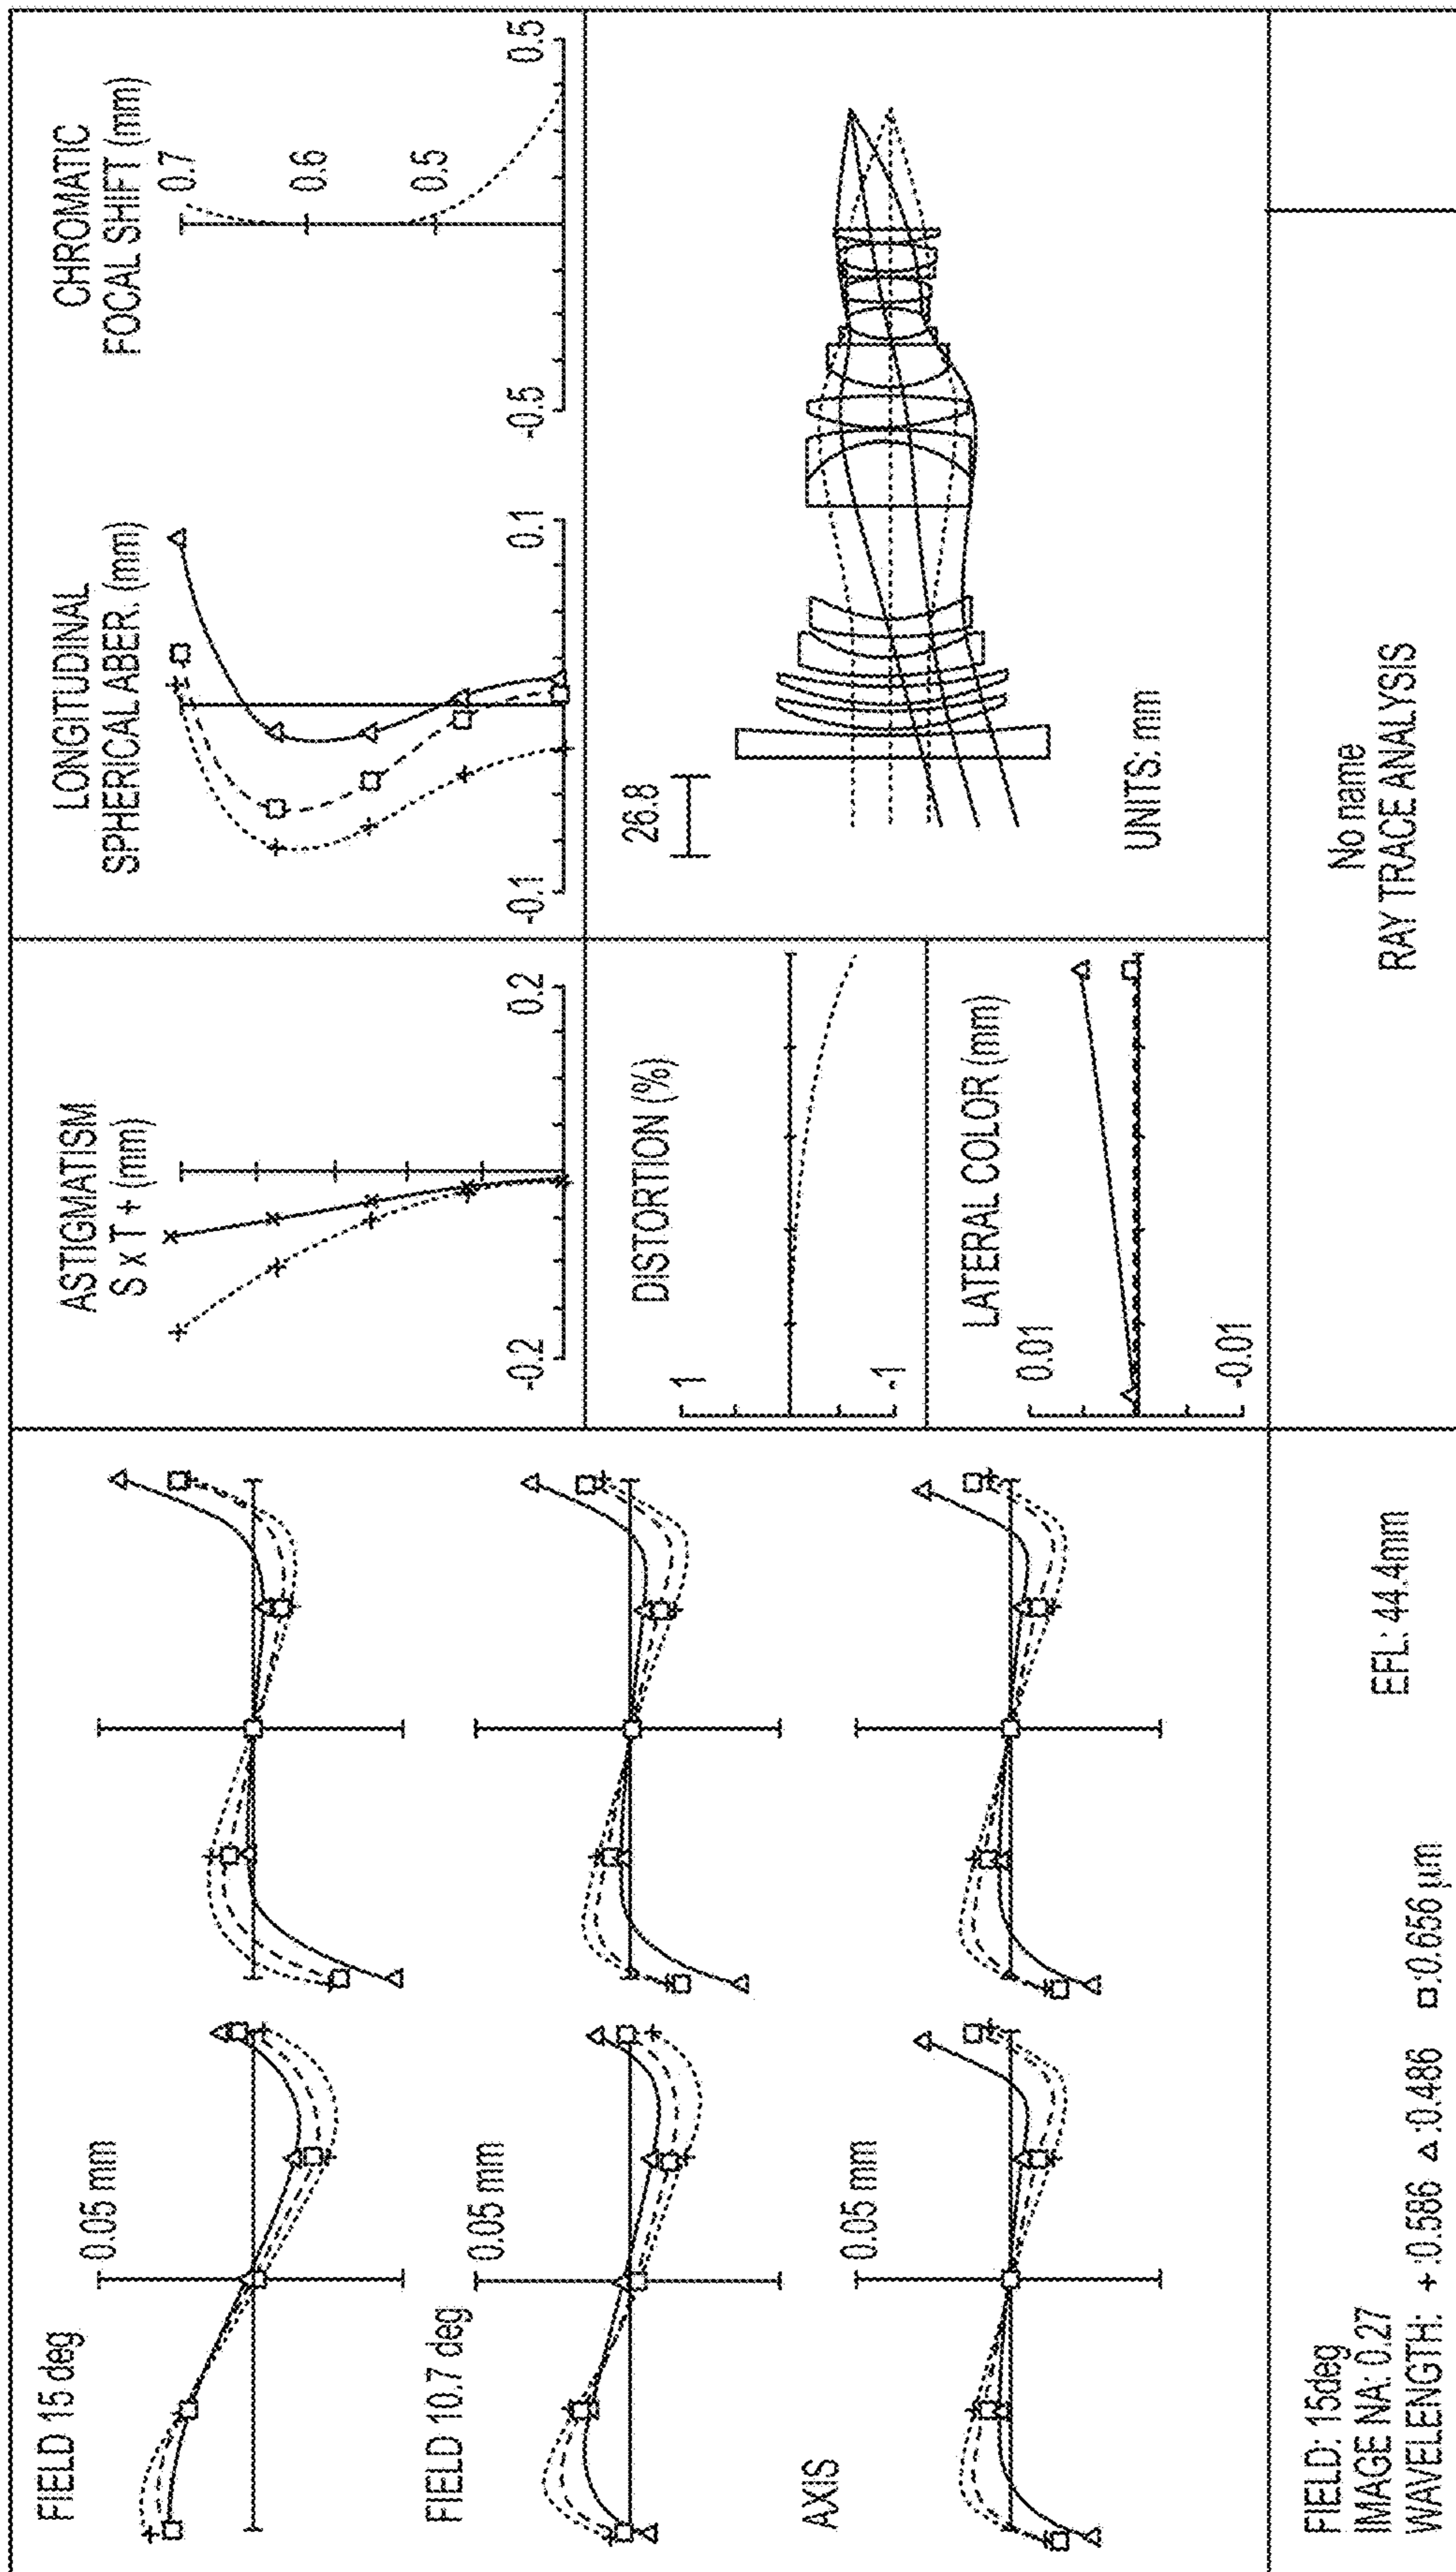 FIELD 15 deg
0.05 mm
FIELD 10.7 deg
0.05 mm
AXIS
0.05 mm
ASTIGMATISM
S x T + (mm)
-0.2
0.2
LONGITUDINAL
SPHERICAL ABER. (mm)
-0.1
0.1
CHROMATIC
FOCAL SHIFT (mm)
0.7
0.6
0.5
-0.5
0.5
DISTORTION (%)
1
-1
LATERAL COLOR (mm)
0.01
-0.01
26.8
UNITS: mm
FIELD: 15deg
IMAGE NA: 0.27
EFL: 44.4mm
WAVELENGTH: +:0.586 △:0.486 □:0.656 µm
No name
RAY TRACE ANALYSIS